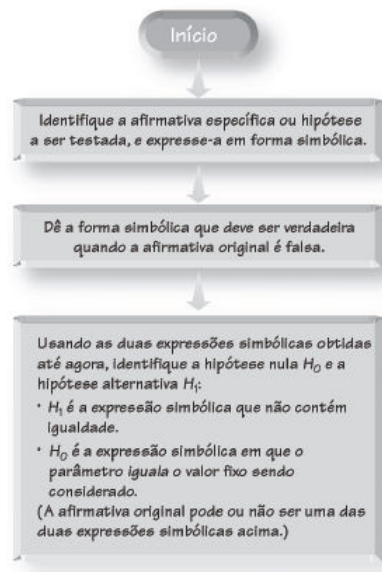 Início
Identifique a afirmativa específica ou hipótese
a ser testada, e expresse-a em forma simbólica.
Dê a forma simbólica que deve ser verdadeira
quando a afirmativa original é falsa.
Usando as duas expressões simbólicas obtidas
até agora, identifique a hipótese nula H₀ e a
hipótese alternativa H₁:
• H₁ é a expressão simbólica que não contém
igualdade.
• H₀ é a expressão simbólica em que o
parâmetro iguala o valor fixo sendo
considerado.
(A afirmativa original pode ou não ser uma das
duas expressões simbólicas acima.)